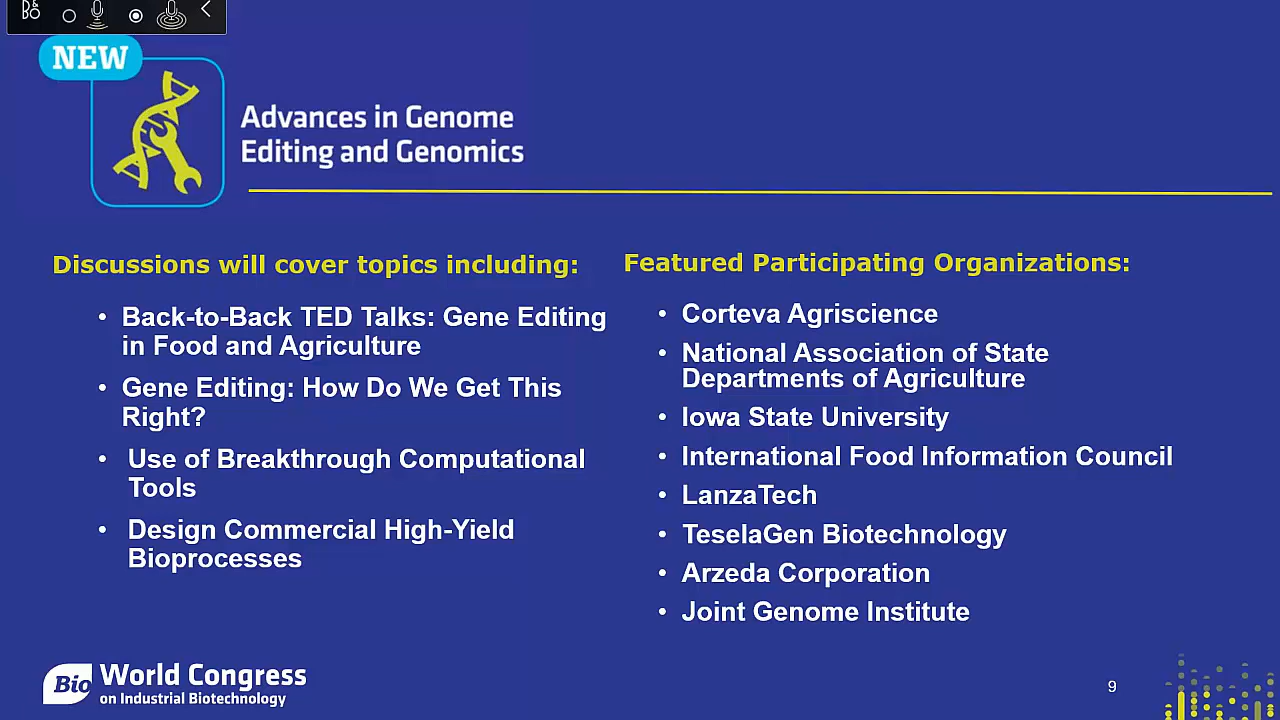 B&O
NEW
Advances in Genome
Editing and Genomics
Discussions will cover topics including:
• Back-to-Back TED Talks: Gene Editing
in Food and Agriculture
• Gene Editing: How Do We Get This
Right?
• Use of Breakthrough Computational
Tools
• Design Commercial High-Yield
Bioprocesses
Featured Participating Organizations:
• Corteva Agriscience
• National Association of State
Departments of Agriculture
• Iowa State University
• International Food Information Council
• LanzaTech
• TeselaGen Biotechnology
• Arzeda Corporation
• Joint Genome Institute
Bio
World Congress
on Industrial Biotechnology
9